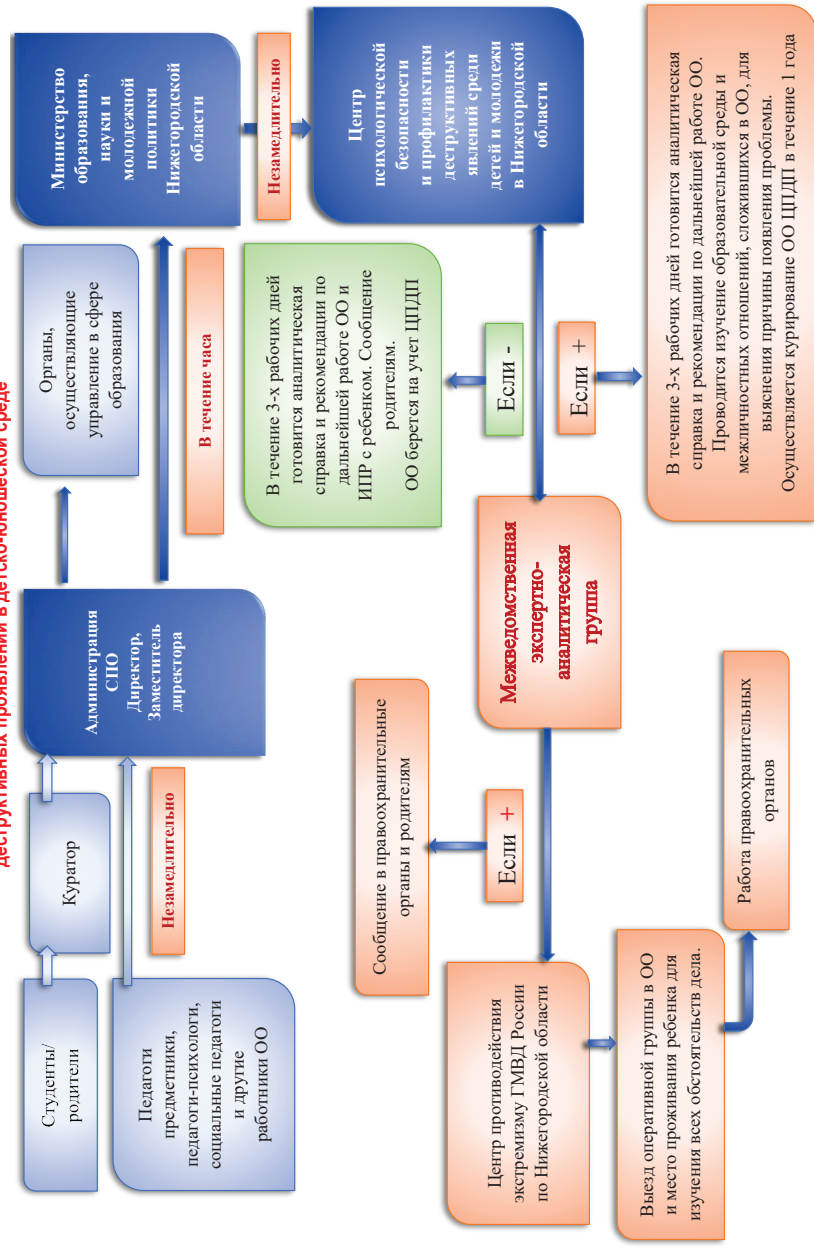 деструктивных проявлений в детско-юношеской среде
Студенты/
родители
Куратор
Педагоги
предметники,
педагоги-психологи,
социальные педагоги
и другие
работники ОО
Незамедлительно
Администрация
СПО
Директор,
Заместитель
директора
Органы,
осуществляющие
управление в сфере
образования
В течение часа
Министерство
образования,
науки и
молодежной
политики
Нижегородской
области
Незамедлительно
Центр
психологической
безопасности
и профилактики
деструктивных
явлений среди
детей и молодежи
в Нижегородской
области
В течение 3-х рабочих дней
готовится аналитическая
справка и рекомендации по
дальнейшей работе ОО и
ИПР с ребенком. Сообщение
родителям.
ОО берется на учет ЦПДП
Если -
Если +
В течение 3-х рабочих дней готовится аналитическая
справка и рекомендации по дальнейшей работе ОО.
Проводится изучение образовательной среды и
межличностных отношений, сложившихся в ОО, для
выяснения причины появления проблемы.
Осуществляется курирование ОО ЦПДП в течение 1 года
Межведомственная
экспертно-
аналитическая
группа
Сообщение в правоохранительные
органы и родителям
Если +
Центр противодействия
экстремизму ГМВД России
по Нижегородской области
Выезд оперативной группы в ОО
и место проживания ребенка для
изучения всех обстоятельств дела.
Работа правоохранительных
органов